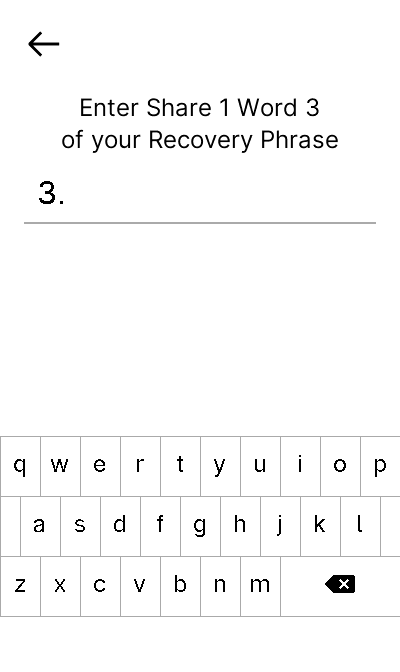 Enter Share 1 Word 3
of your Recovery Phrase
3.
q w e r t y u i o p
a s d f g h j k l
z x c v b n m